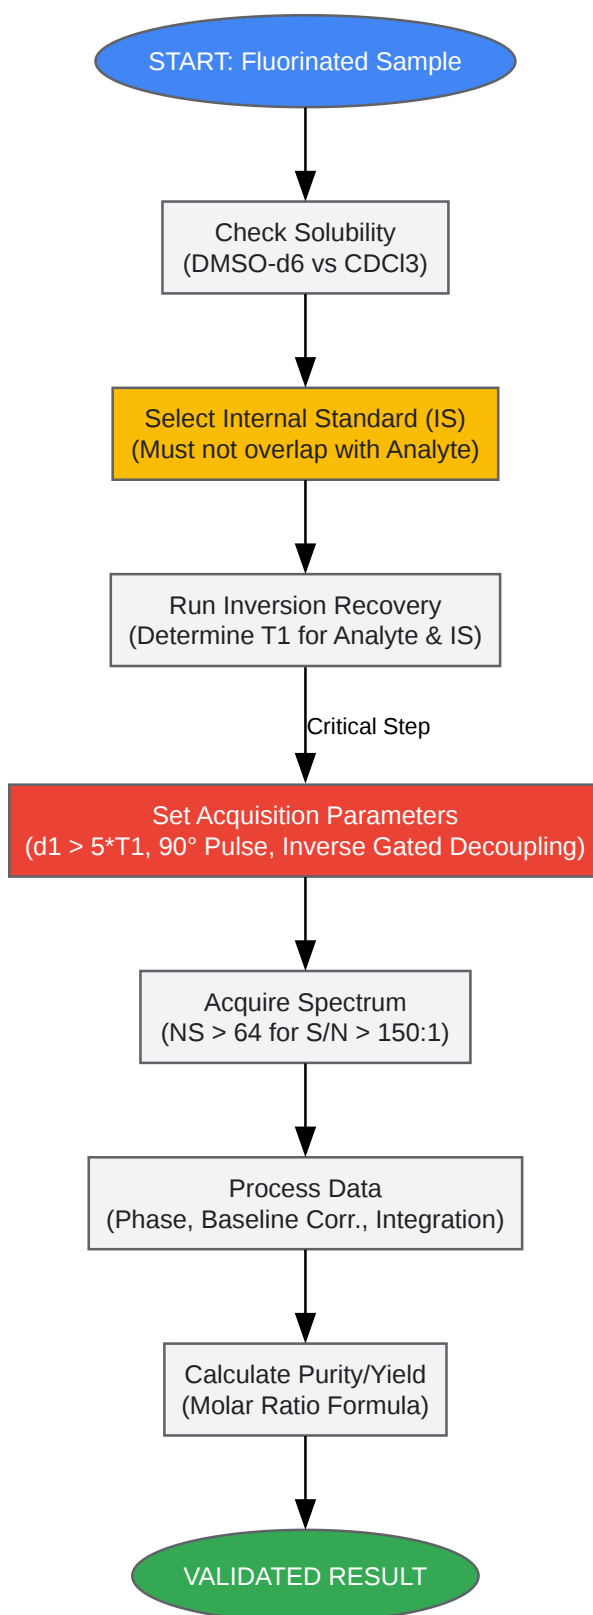 START: Fluorinated Sample
Check Solubility
(DMSO-d6 vs CDCl3)
Select Internal Standard (IS)
(Must not overlap with Analyte)
Run Inversion Recovery
(Determine T1 for Analyte & IS)
Critical Step
Set Acquisition Parameters
(d1 > 5*T1, 90° Pulse, Inverse Gated Decoupling)
Acquire Spectrum
(NS > 64 for S/N > 150:1)
Process Data
(Phase, Baseline Corr., Integration)
Calculate Purity/Yield
(Molar Ratio Formula)
VALIDATED RESULT